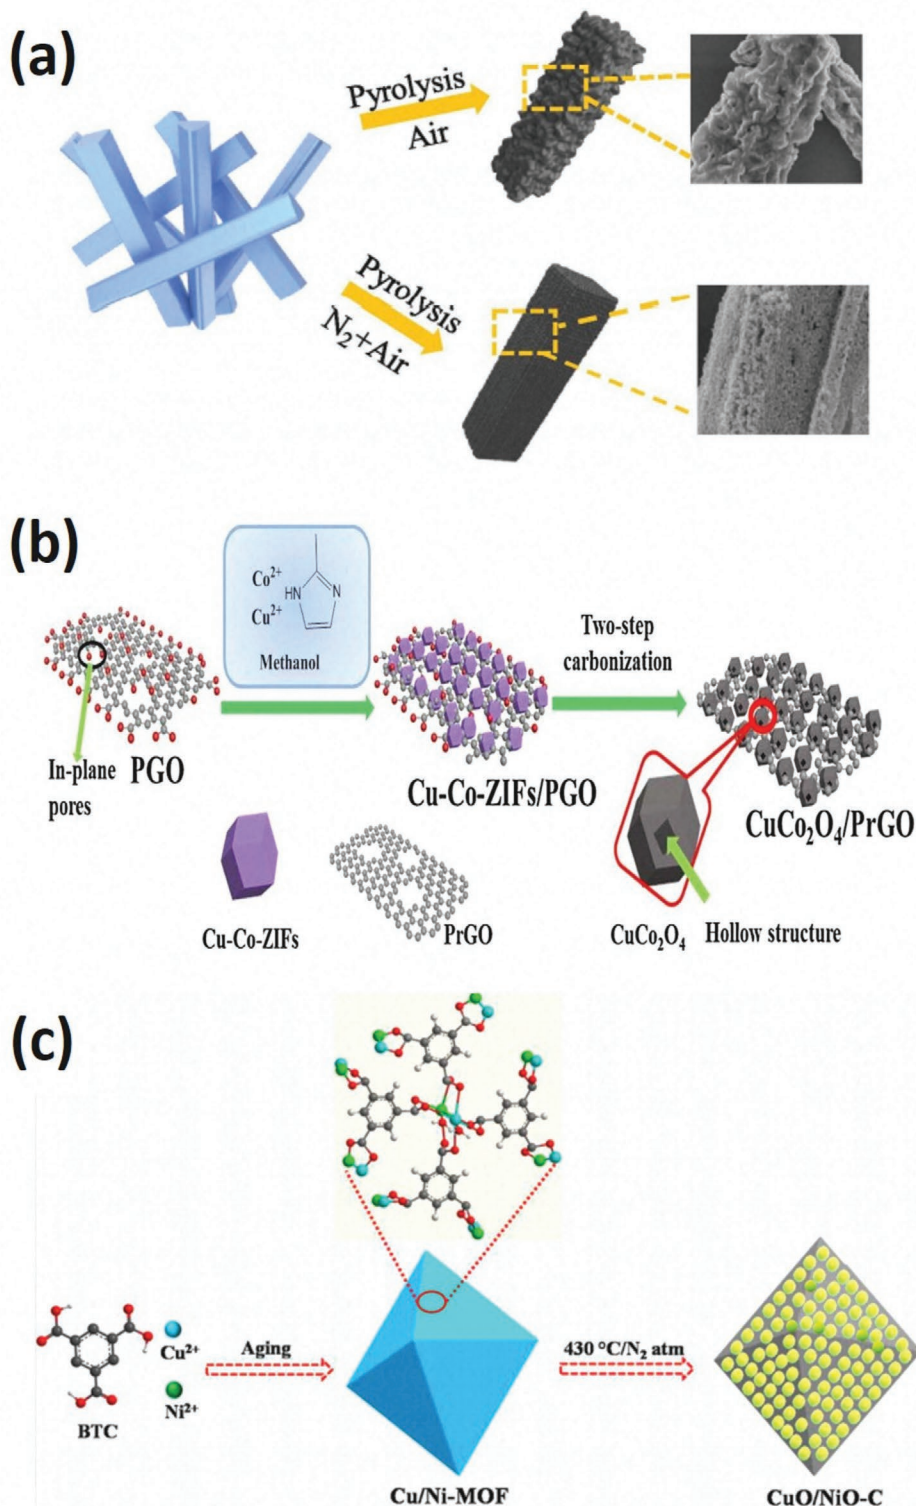 (a)
Pyrolysis
Air
Pyrolysis
N₂+Air
(b)
Co²⁺
Cu²⁺
HN
N
Methanol
Two-step
carbonization
In-plane
pores
PGO
Cu-Co-ZIFs/PGO
CuCo₂O₄/PrGO
Cu-Co-ZIFs
PrGO
CuCo₂O₄
Hollow structure
(c)
Cu²⁺
Ni²⁺
BTC
Aging
430 °C/N₂ atm
Cu/Ni-MOF
CuO/NiO-C